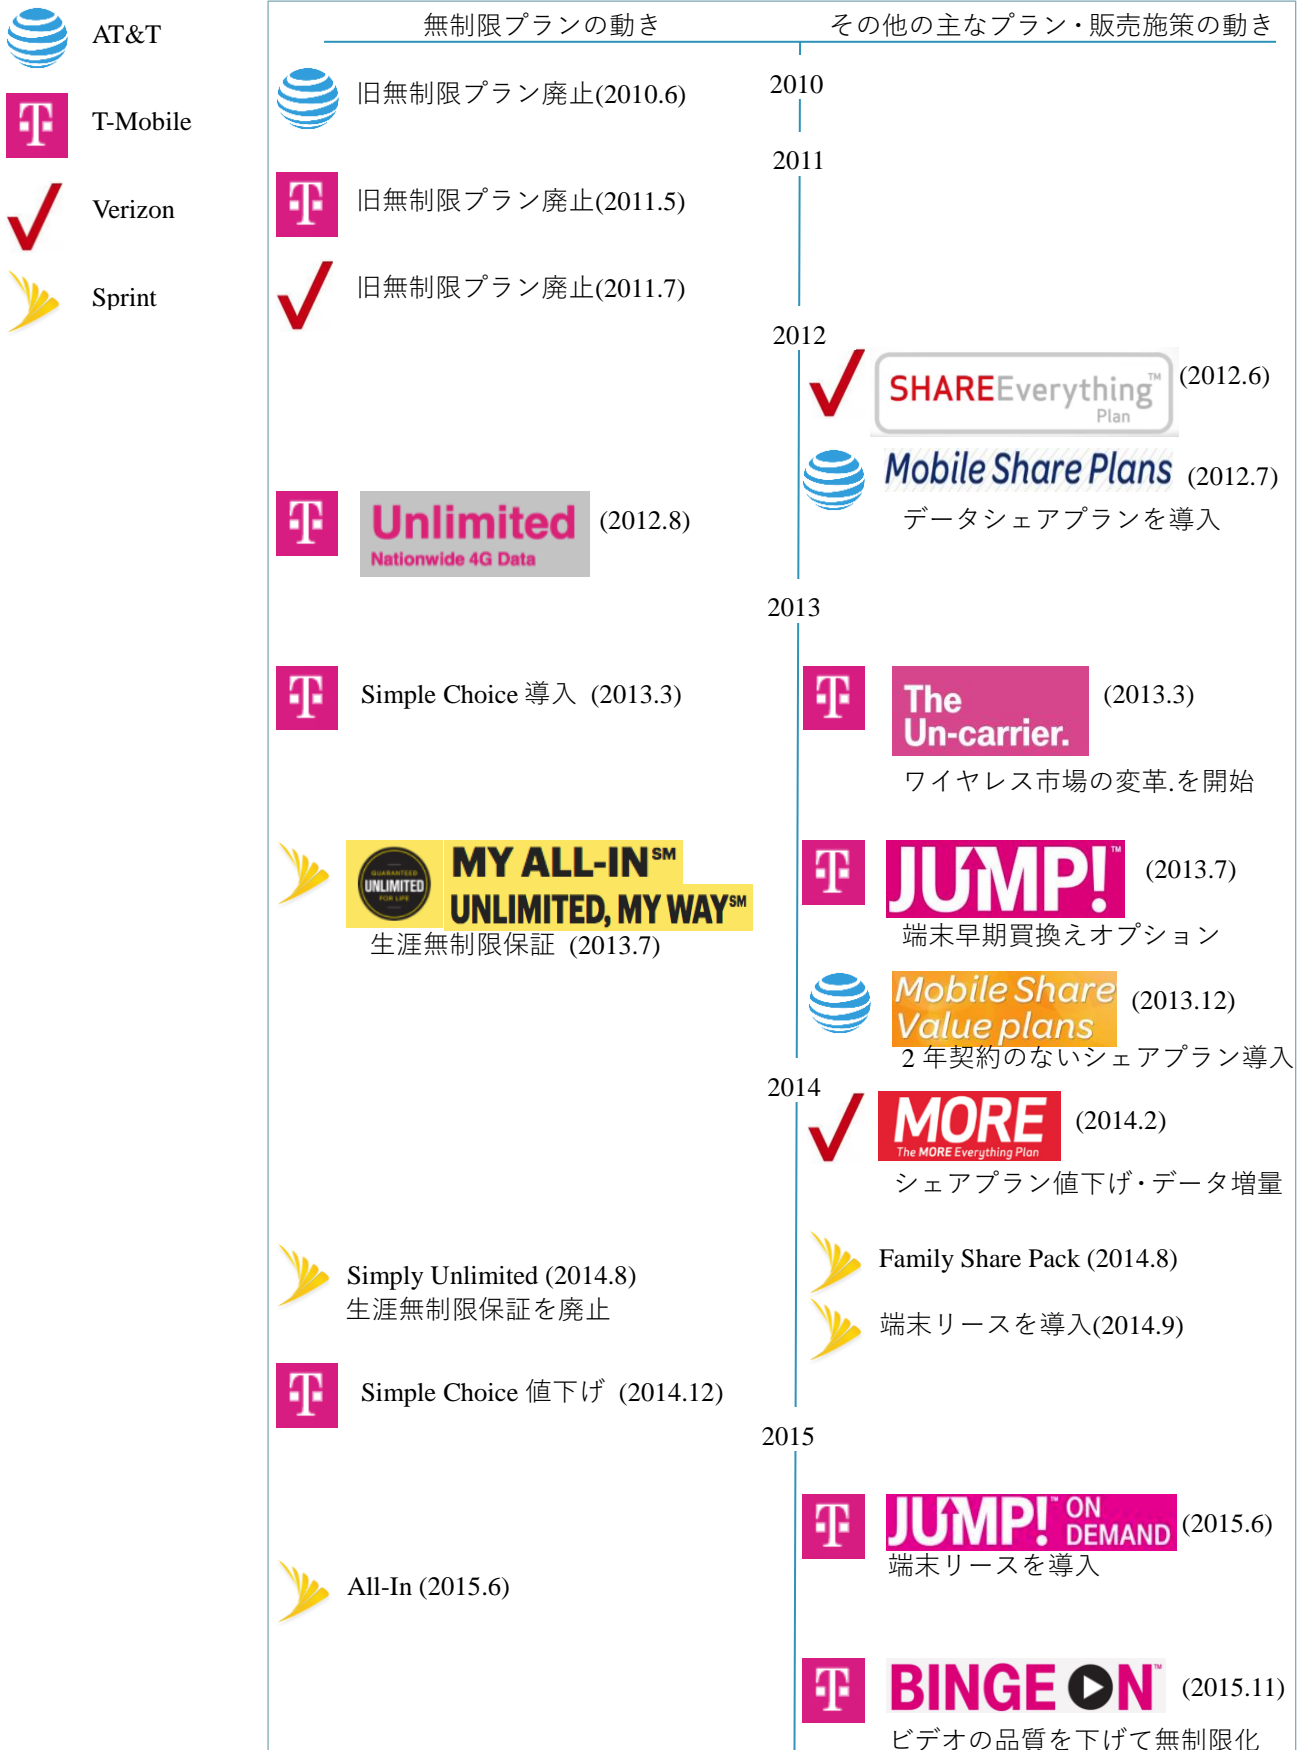 AT&T
T-Mobile
Verizon
Sprint
無制限プランの動き
その他の主なプラン・販売施策の動き
2010
旧無制限プラン廃止(2010.6)
2011
旧無制限プラン廃止(2011.5)
旧無制限プラン廃止(2011.7)
2012
SHAREEverything™
Plan
(2012.6)
Mobile Share Plans (2012.7)
データシェアプランを導入
Unlimited
Nationwide 4G Data
(2012.8)
2013
Simple Choice 導入 (2013.3)
The
Un-carrier.
(2013.3)
ワイヤレス市場の変革.を開始
GUARANTEED
UNLIMITED
FOR LIFE
MY ALL-IN℠
UNLIMITED, MY WAY℠
生涯無制限保証 (2013.7)
JUMP!™
(2013.7)
端末早期買換えオプション
Mobile Share
Value plans
(2013.12)
2 年契約のないシェアプラン導入
2014
MORE
The MORE Everything Plan
(2014.2)
シェアプラン値下げ・データ増量
Simply Unlimited (2014.8)
生涯無制限保証を廃止
Family Share Pack (2014.8)
端末リースを導入(2014.9)
Simple Choice 値下げ (2014.12)
2015
JUMP!™ ON
DEMAND
(2015.6)
端末リースを導入
All-In (2015.6)
BINGE ON™
(2015.11)
ビデオの品質を下げて無制限化